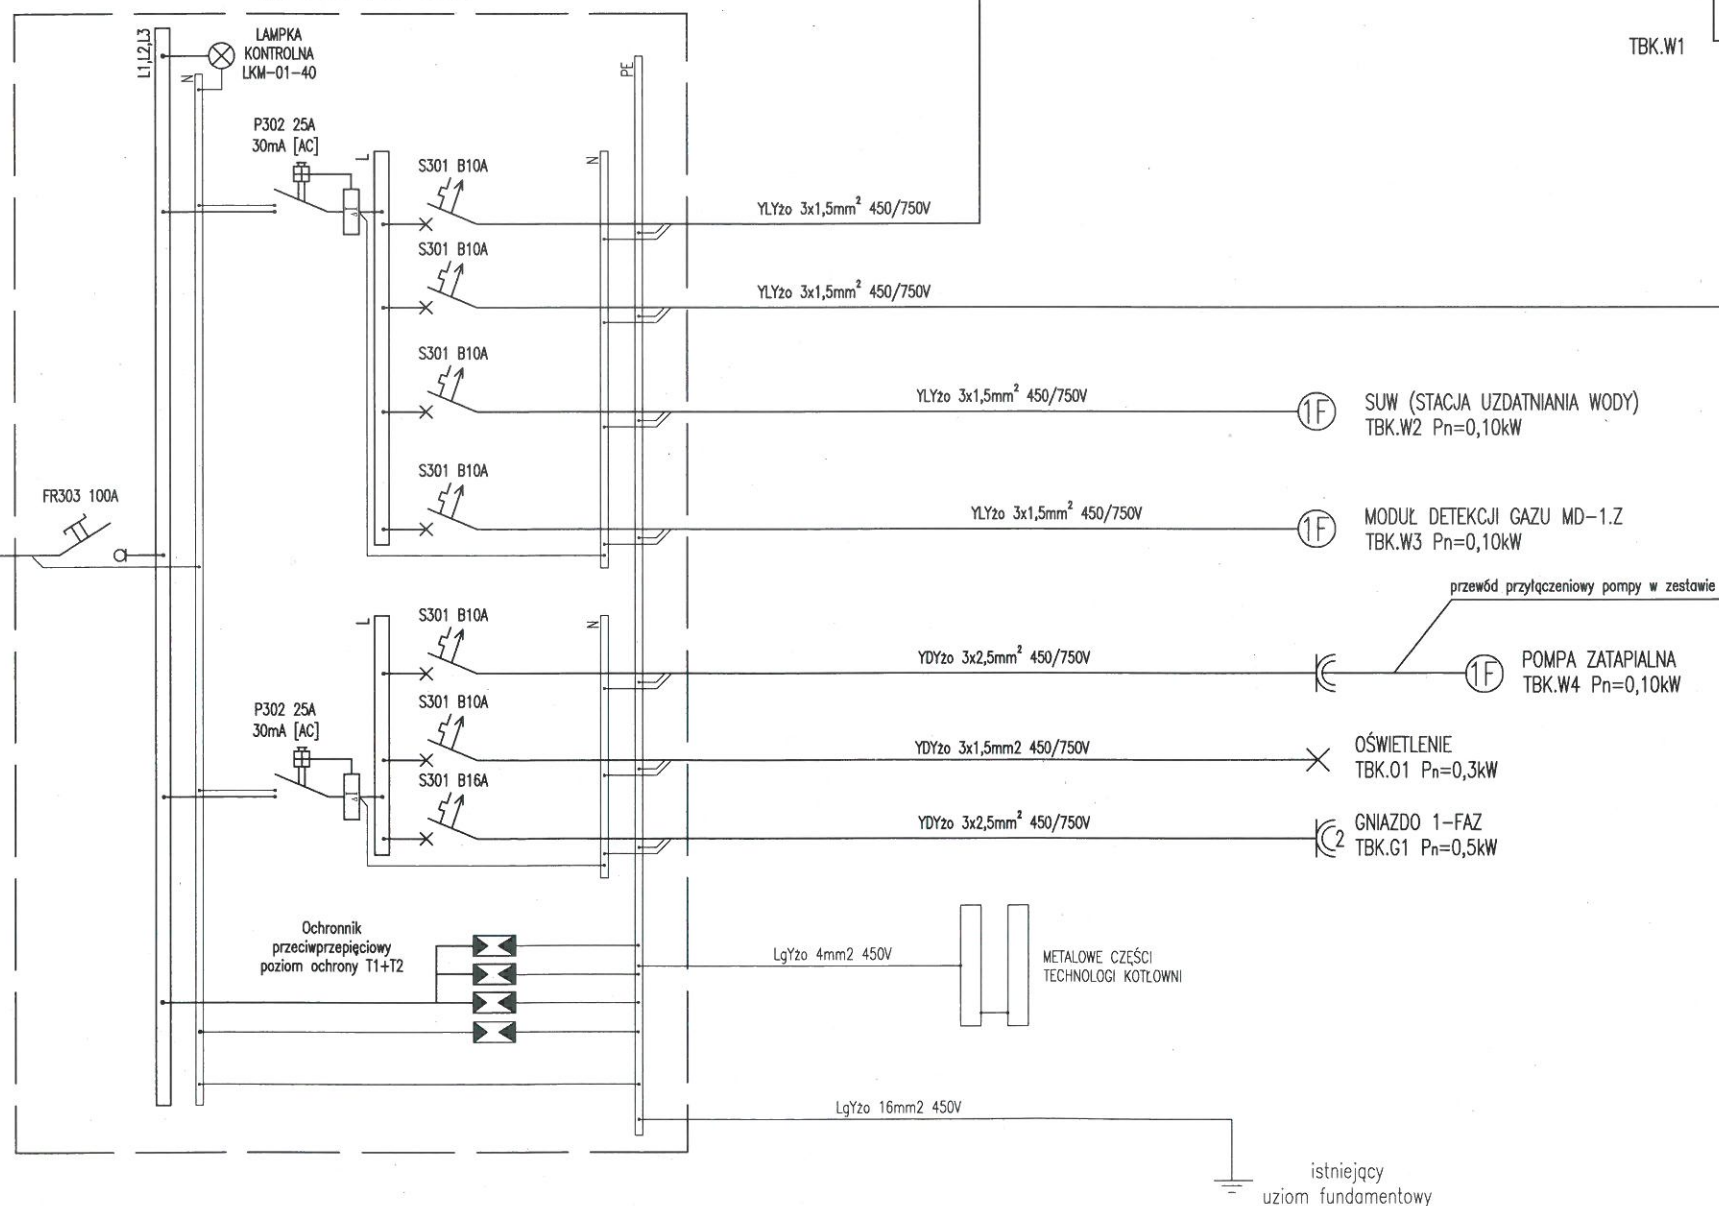 L1,L2,L3
LAMPKA
KONTROLNA
LKM-01-40
N
PE
TBK.W1
P302 25A
30mA [AC]
L
N
S301 B10A
YLYżo 3x1,5mm² 450/750V
S301 B10A
YLYżo 3x1,5mm² 450/750V
S301 B10A
YLYżo 3x1,5mm² 450/750V
1F
SUW (STACJA UZDATNIANIA WODY)
TBK.W2 Pn=0,10kW
S301 B10A
YLYżo 3x1,5mm² 450/750V
1F
MODUŁ DETEKCJI GAZU MD-1.Z
TBK.W3 Pn=0,10kW
FR303 100A
przewód przyłączeniowy pompy w zestawie
L
N
S301 B10A
YDYżo 3x2,5mm² 450/750V
1F
POMPA ZATAPIALNA
TBK.W4 Pn=0,10kW
P302 25A
30mA [AC]
S301 B10A
YDYżo 3x1,5mm2 450/750V
OŚWIETLENIE
TBK.O1 Pn=0,3kW
S301 B16A
YDYżo 3x2,5mm² 450/750V
2
GNIAZDO 1-FAZ
TBK.G1 Pn=0,5kW
Ochronnik
przeciwprzepięciowy
poziom ochrony T1+T2
LgYżo 4mm2 450V
METALOWE CZĘŚCI
TECHNOLOGI KOTŁOWNI
LgYżo 16mm2 450V
istniejący
uziom fundamentowy